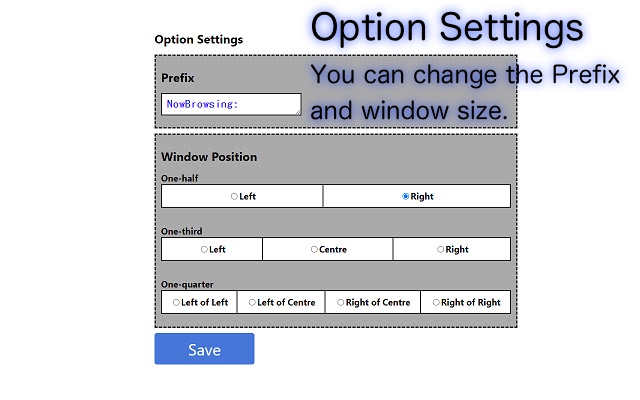 Option Settings
You can change the Prefix
and window size.
Option Settings
Prefix
NowBrowsing:
Window Position
One-half
Left Right
One-third
Left Centre Right
One-quarter
Left of Left Left of Centre Right of Centre Right of Right
Save